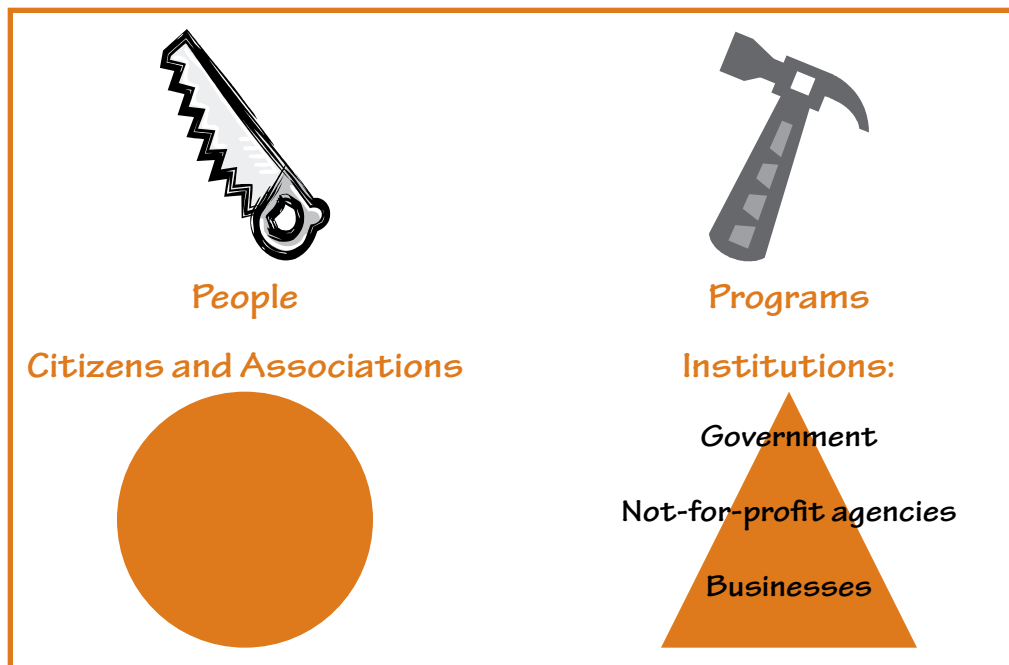 People
Citizens and Associations
Programs
Institutions:
Government
Not-for-profit agencies
Businesses